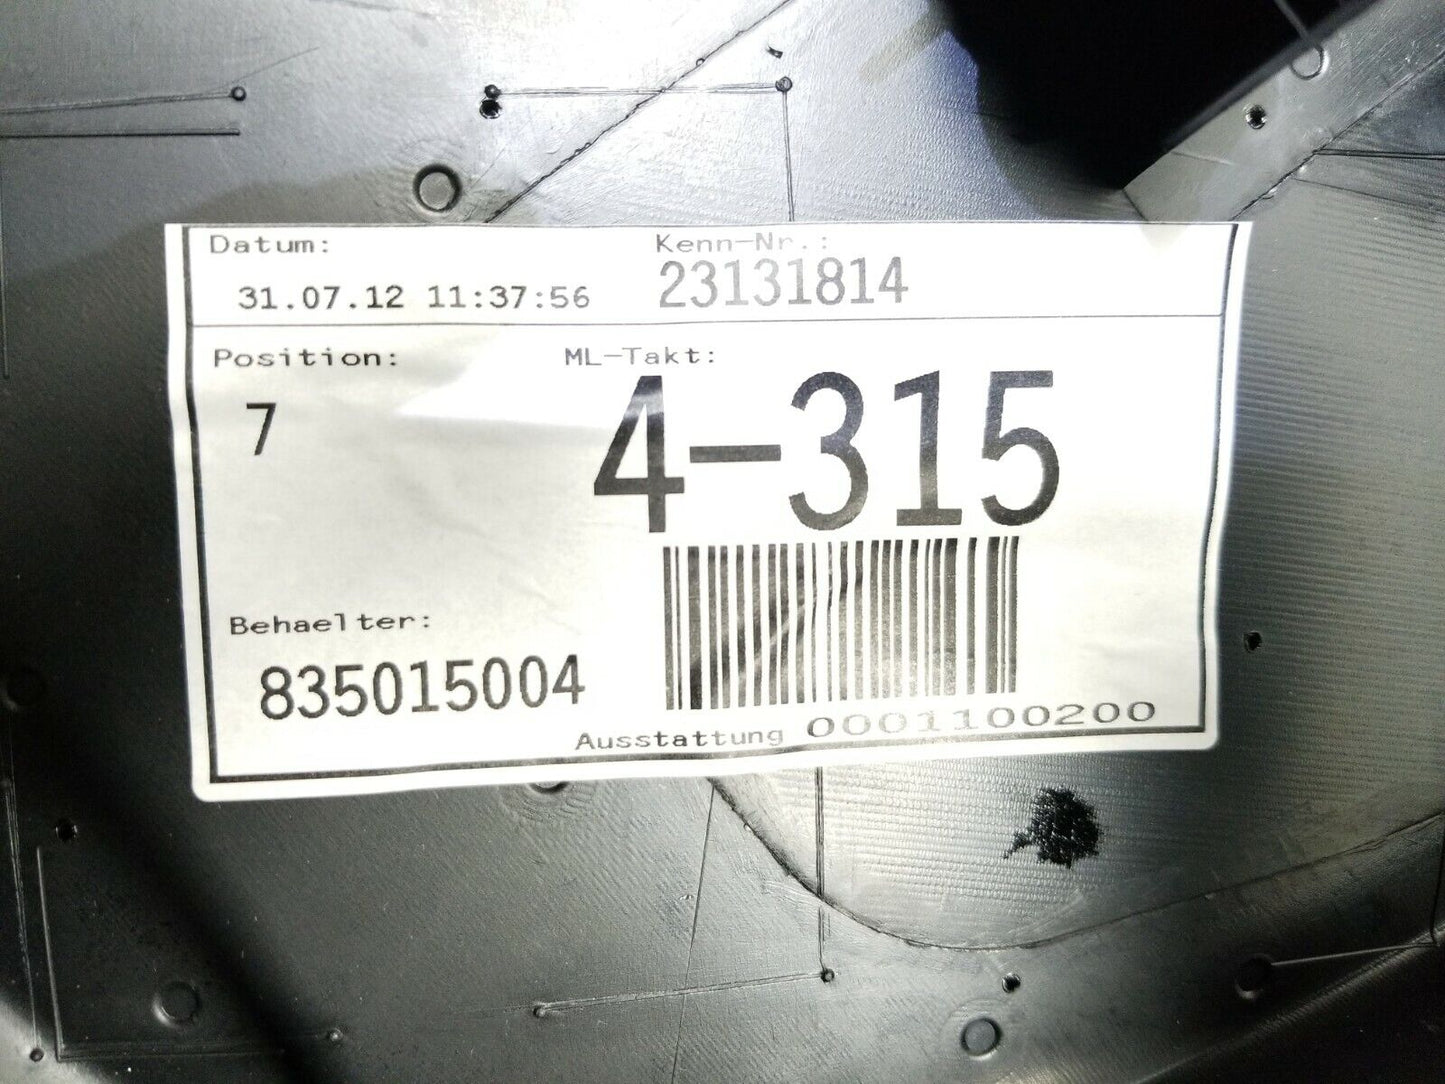 Datum: Kenn-Nr.:
31.07.12 11:37:56 23131814
Position: ML-Takt:
7 4-315
Behaelter:
835015004
Ausstattung 0001100200